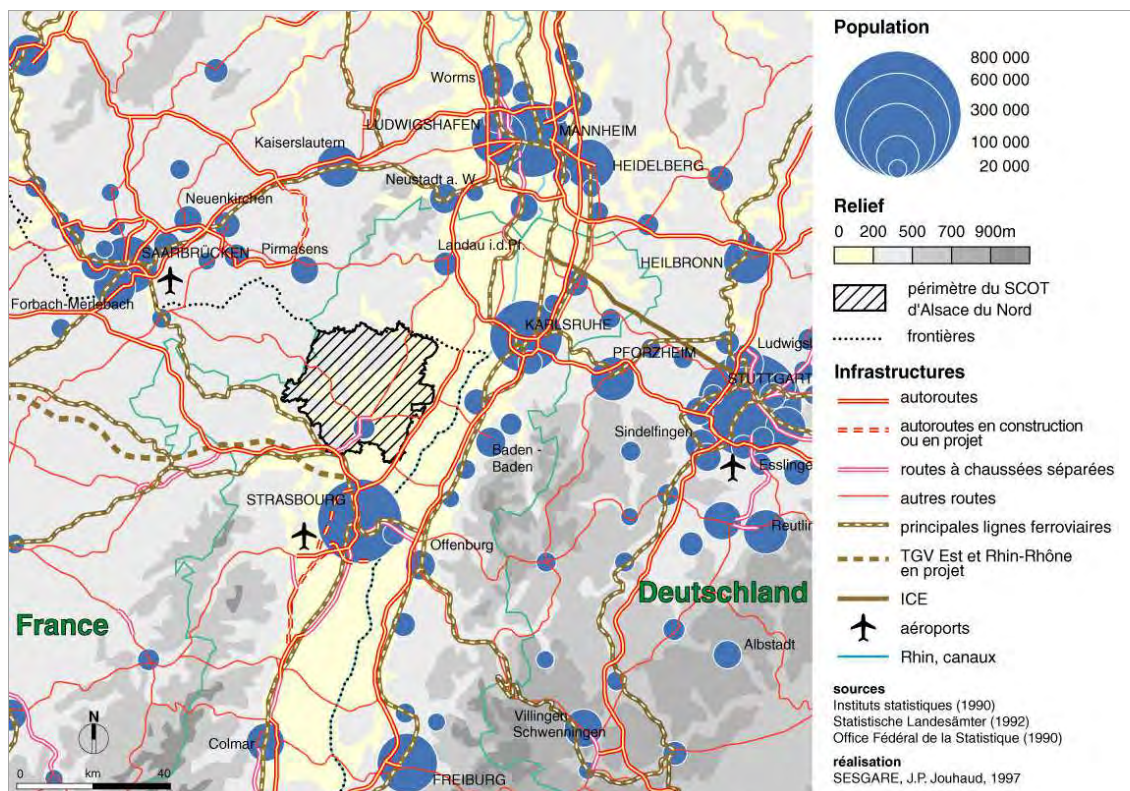 Worms
LUDWIGSHAFEN
MANNHEIM
Kaiserslautern
HEIDELBERG
Neustadt a. W.
Neuenkirchen
SAARBRÜCKEN
Pirmasens
Landau i.d.Pf.
HEILBRONN
Forbach-Merlebach
KARLSRUHE
PFORZHEIM
Ludwigsl
STUTTGART
Sindelfingen
Baden -
Baden
Esslinge
STRASBOURG
Reutlin
Offenburg
Deutschland
France
Albstadt
Villingen
Schwenningen
Colmar
FREIBURG
N
0 km 40
Population
800 000
600 000
300 000
100 000
20 000
Relief
0 200 500 700 900m
périmètre du SCOT
d'Alsace du Nord
frontières
Infrastructures
autoroutes
autoroutes en construction
ou en projet
routes à chaussées séparées
autres routes
principales lignes ferroviaires
TGV Est et Rhin-Rhône
en projet
ICE
aéroports
Rhin, canaux
sources
Instituts statistiques (1990)
Statistische Landesämter (1992)
Office Fédéral de la Statistique (1990)
réalisation
SESGARE, J.P. Jouhaud, 1997